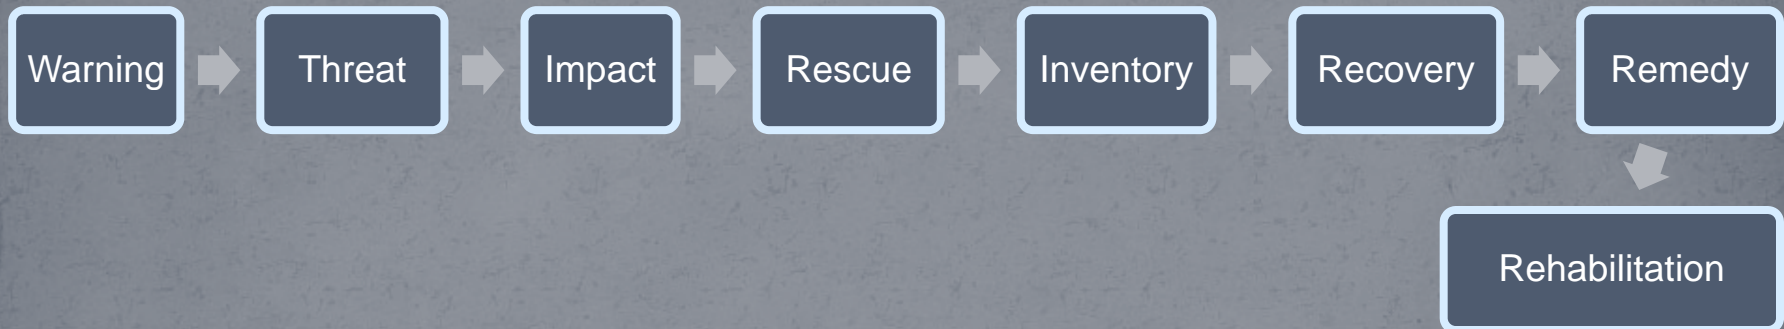 Warning
Threat
Impact
Rescue
Inventory
Recovery
Remedy
Rehabilitation